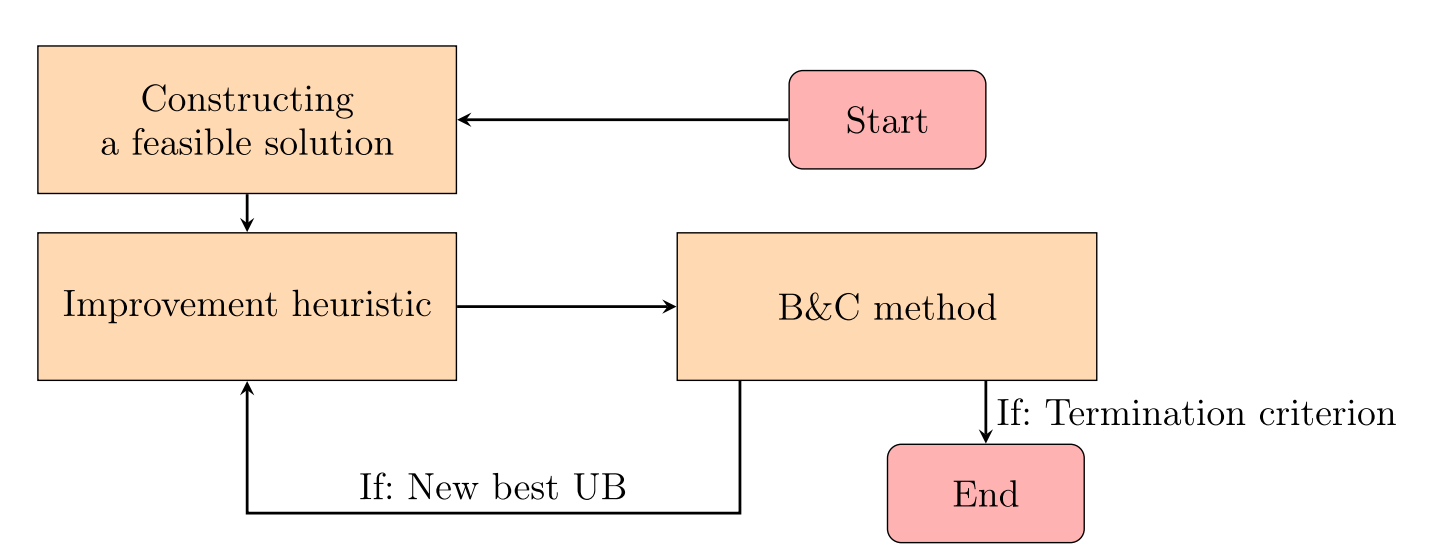 Constructing
a feasible solution
Start
Improvement heuristic
B&C method
If: Termination criterion
If: New best UB
End